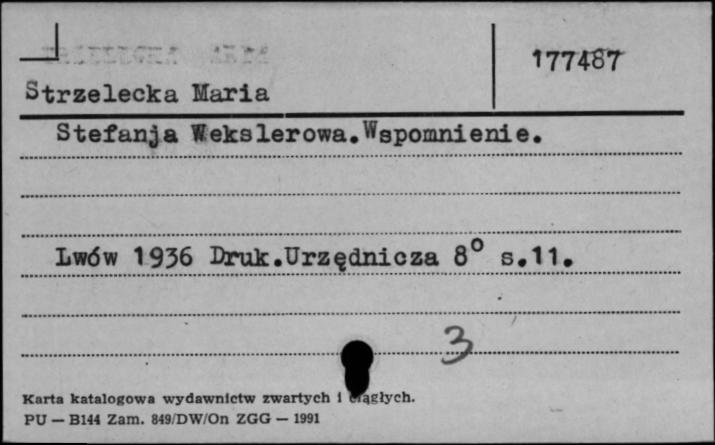 177487
Strzelecka Maria
Stefanja Wekslerowa.Wspomnienie.
Lwów 1936 Druk.Urzędnicza 8° s.11.
3
Karta katalogowa wydawnictw zwartych i ciągłych.
PU — B144 Zam. 849/DW/On ZGG — 1991